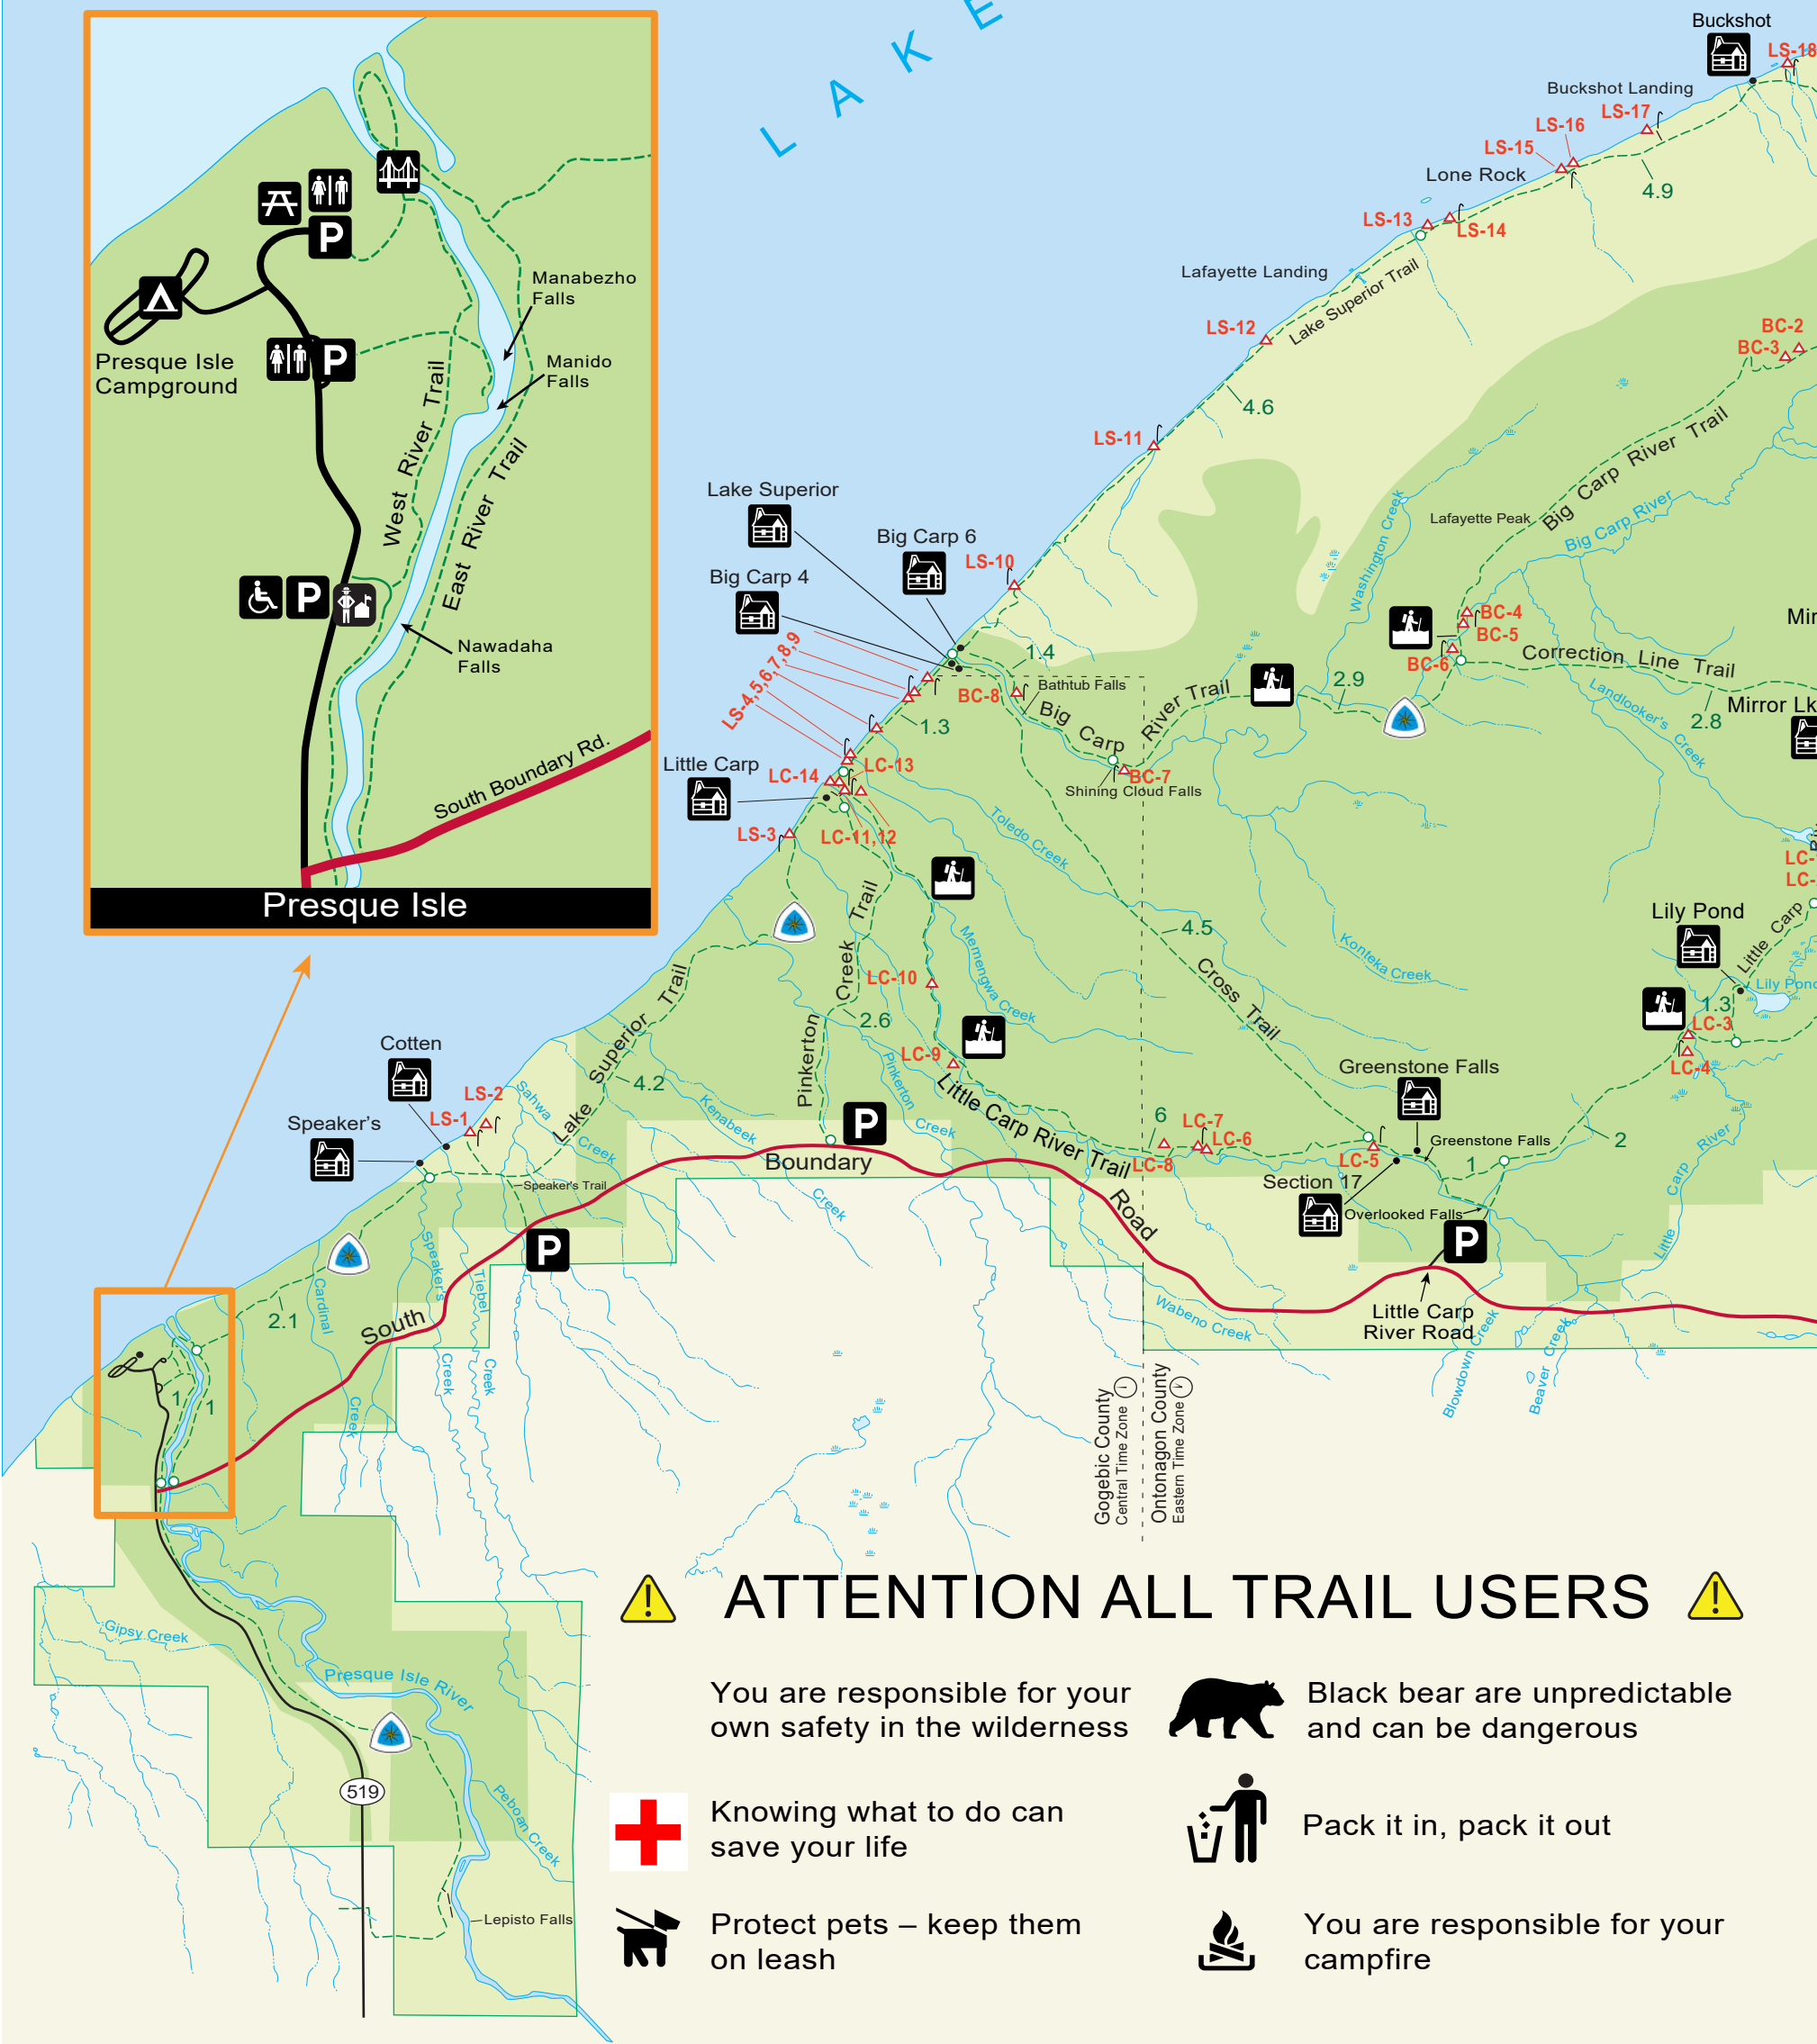 LAKE
Buckshot
LS-18
Buckshot Landing
LS-17
LS-16
LS-15
Lone Rock
4.9
LS-13
LS-14
Lafayette Landing
Lake Superior Trail
LS-12
4.6
LS-11
BC-2
BC-3
Big Carp River Trail
Lafayette Peak
Big Carp River
Washington Creek
Manabezho
Falls
Manido
Falls
Presque Isle
Campground
West River Trail
East River Trail
Nawadaha
Falls
South Boundary Rd.
Presque Isle
P
P
P
Lake Superior
Big Carp 6
LS-10
Big Carp 4
LS-4,5,6,7,8,9
1.4
BC-8
Bathtub Falls
Big Carp River Trail
1.3
2.9
BC-4
BC-5
BC-6
Correction Line Trail
Mir
2.8
Mirror Lk
Landlooker's Creek
Little Carp
LC-14
LC-13
BC-7
Shining Cloud Falls
LS-3
LC-11,12
Toledo Creek
LC-
LC-
Lily Pond
Little Carp
Lily Pond
1.3
LC-3
LC-4
4.5
Cross Trail
Konteka Creek
Pinkerton Creek Trail
LC-10
Memengwa Creek
2.6
LC-9
Pinkerton Creek
Little Carp River Trail
Lake Superior Trail
4.2
Cotten
LS-2
LS-1
Speaker's
Sahwa Creek
Kenabeek Creek
Speaker's Trail
P
P
South Boundary Road
6
LC-7
LC-6
LC-8
Greenstone Falls
Greenstone Falls
LC-5
Section 17
1
2
Overlooked Falls
P
Little Carp River
Little Carp
River Road
Wabeno Creek
Blowdown Creek
Beaver Creek
2.1
Cardinal Creek
Speaker's Creek
Tiebel Creek
1
1
Gogebic County
Central Time Zone
Ontonagon County
Eastern Time Zone
Gipsy Creek
Presque Isle River
519
Peboan Creek
Lepisto Falls
ATTENTION ALL TRAIL USERS
You are responsible for your
own safety in the wilderness
Black bear are unpredictable
and can be dangerous
Knowing what to do can
save your life
Pack it in, pack it out
Protect pets – keep them
on leash
You are responsible for your
campfire